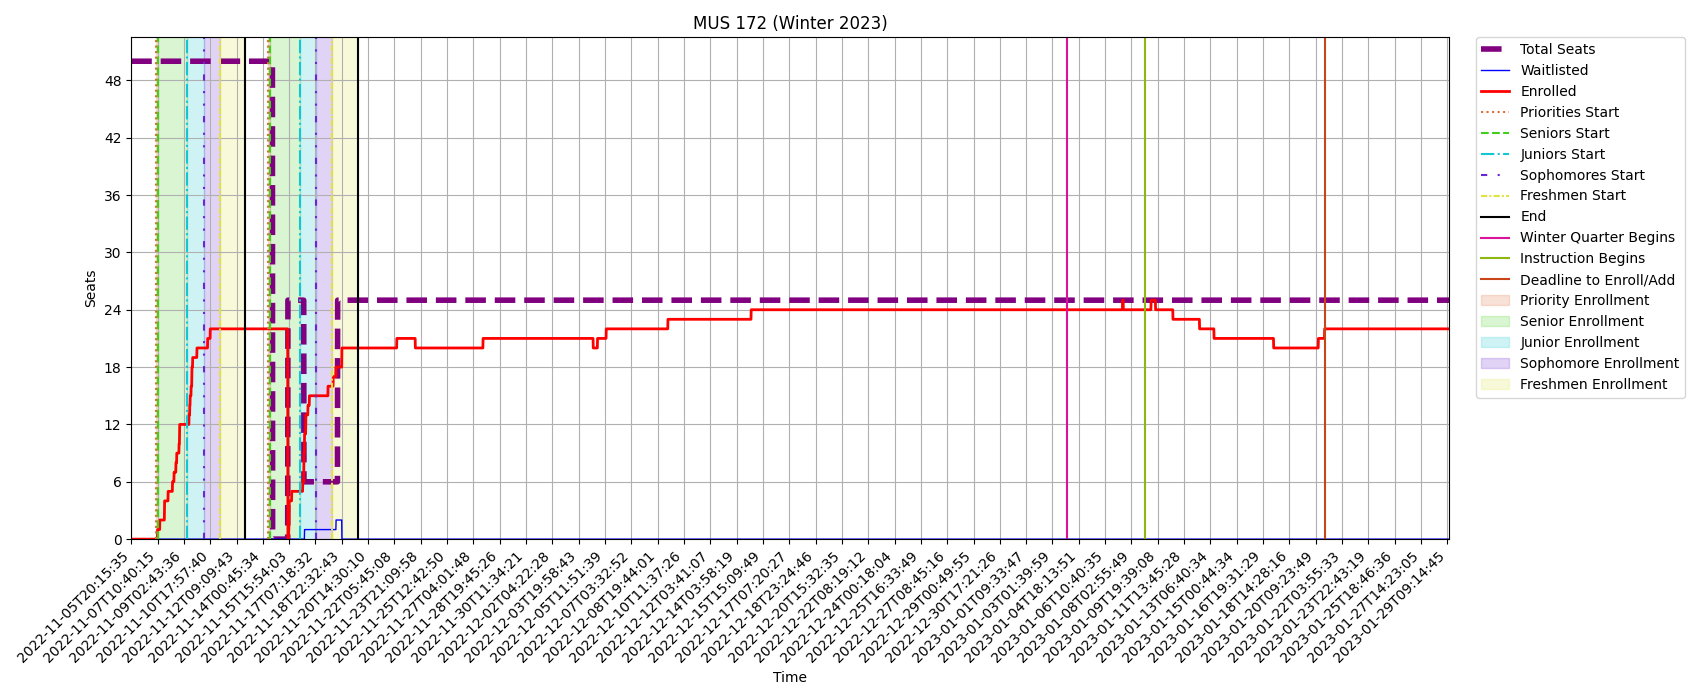 MUS 172 (Winter 2023)
Seats
48
42
36
30
24
18
12
6
0
2022-11-05T20:15:35
2022-11-07T10:40:15
2022-11-09T02:43:36
2022-11-10T17:57:40
2022-11-12T09:09:43
2022-11-14T00:45:34
2022-11-15T15:54:03
2022-11-17T07:18:32
2022-11-18T22:32:43
2022-11-20T14:30:10
2022-11-22T05:45:08
2022-11-23T21:09:58
2022-11-25T12:42:50
2022-11-27T04:01:48
2022-11-28T19:45:26
2022-11-30T11:34:21
2022-12-02T04:22:28
2022-12-03T19:58:43
2022-12-05T11:51:39
2022-12-07T03:32:52
2022-12-08T19:44:01
2022-12-10T11:37:26
2022-12-12T03:41:07
2022-12-14T03:58:19
2022-12-15T15:09:49
2022-12-17T07:20:27
2022-12-18T23:24:46
2022-12-20T15:32:35
2022-12-22T08:19:12
2022-12-24T00:18:04
2022-12-25T16:33:49
2022-12-27T08:45:16
2022-12-29T00:49:55
2022-12-30T17:21:26
2023-01-01T09:33:47
2023-01-03T01:39:59
2023-01-04T18:13:51
2023-01-06T10:40:35
2023-01-08T02:55:49
2023-01-09T19:39:08
2023-01-11T13:45:28
2023-01-13T06:40:34
2023-01-15T00:44:34
2023-01-16T19:31:29
2023-01-18T14:28:16
2023-01-20T09:23:49
2023-01-22T03:55:33
2023-01-23T22:43:19
2023-01-25T18:46:36
2023-01-27T14:23:05
2023-01-29T09:14:45
Time
Total Seats
Waitlisted
Enrolled
Priorities Start
Seniors Start
Juniors Start
Sophomores Start
Freshmen Start
End
Winter Quarter Begins
Instruction Begins
Deadline to Enroll/Add
Priority Enrollment
Senior Enrollment
Junior Enrollment
Sophomore Enrollment
Freshmen Enrollment